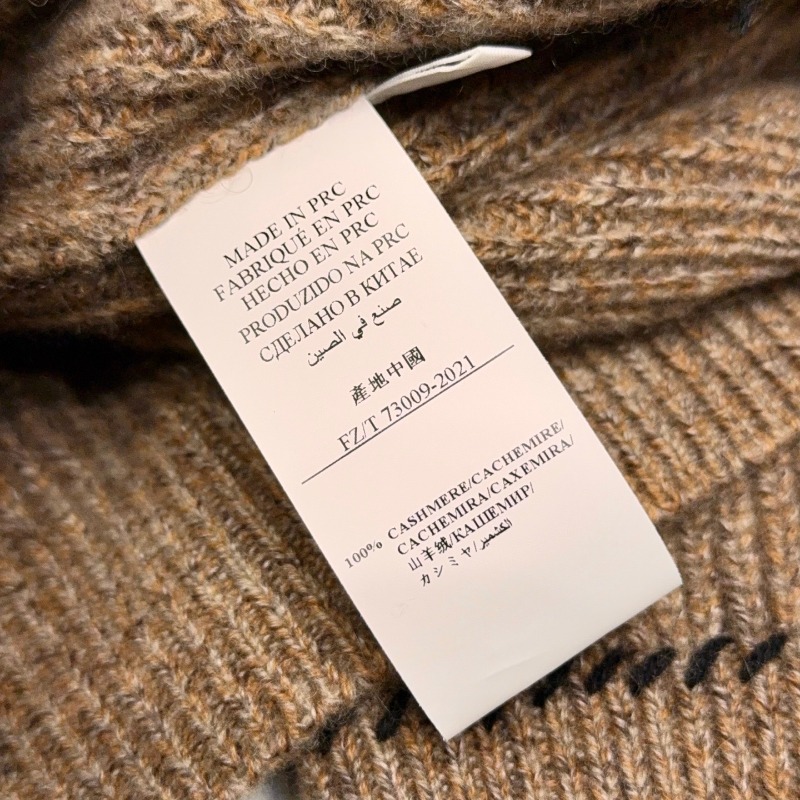 MADE IN PRC
FABRIQUÉ EN PRC
HECHO EN PRC
PRODUZIDO NA PRC
СДЕЛАНО В КИТАЕ
صنع في الصين
產地中國
FZ/T 73009-2021
100% CASHMERE/CACHEMIRE/
CACHEMIRA/CAXEMIRA/
山羊绒/КАШЕМИР/
カシミヤ/الكشمير